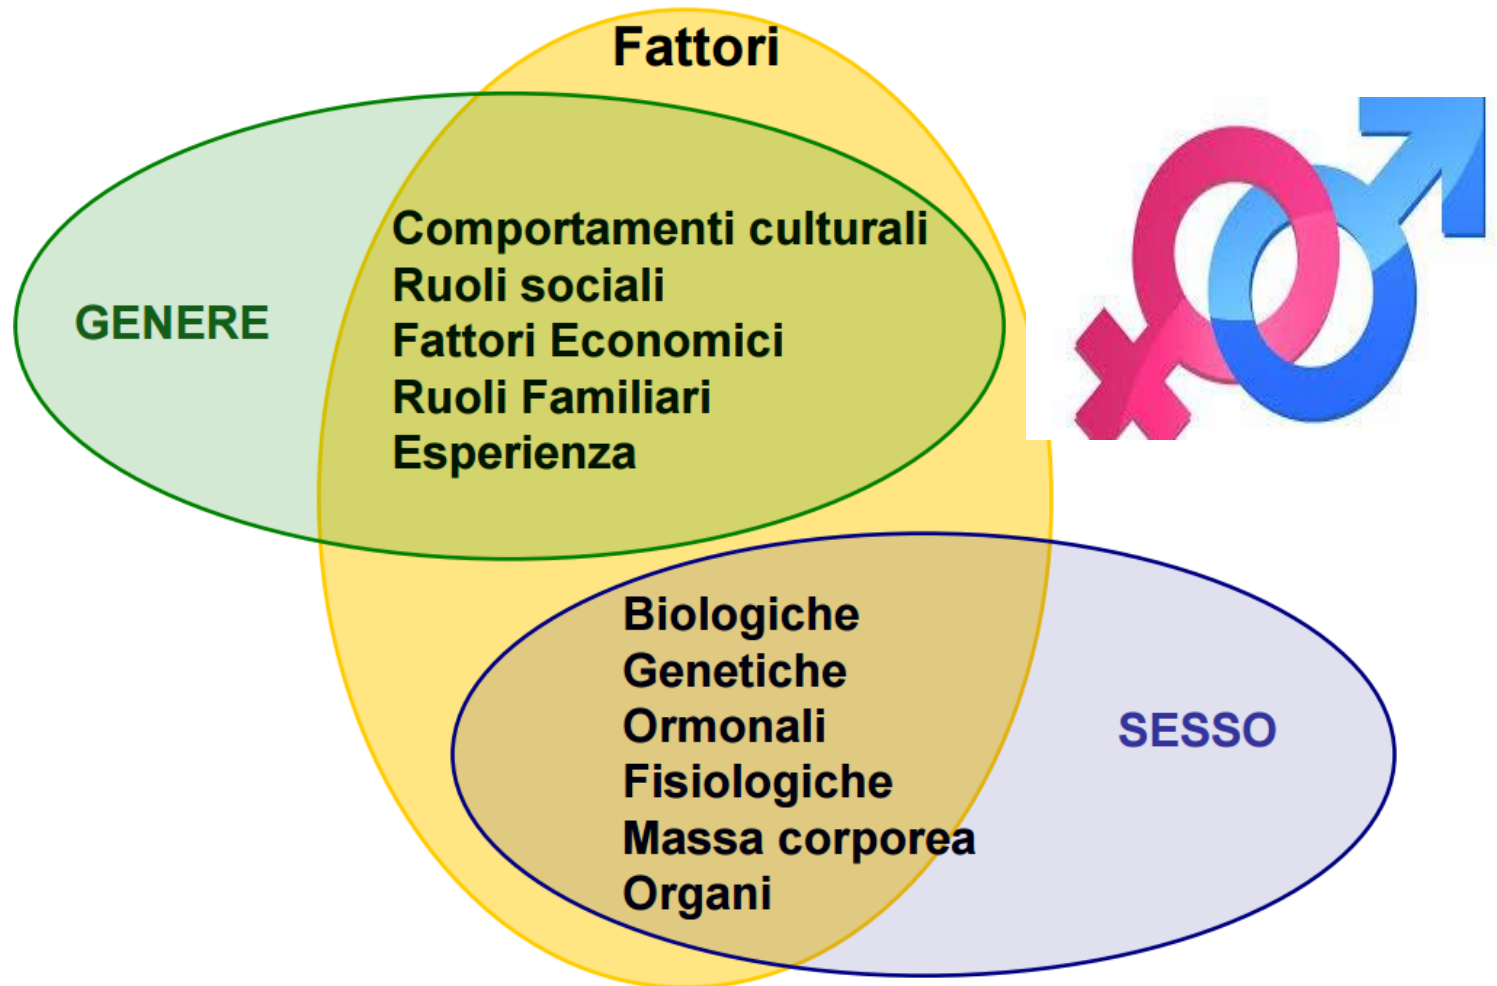 Fattori
GENERE
Comportamenti culturali
Ruoli sociali
Fattori Economici
Ruoli Familiari
Esperienza
Biologiche
Genetiche
Ormonali
Fisiologiche
Massa corporea
Organi
SESSO